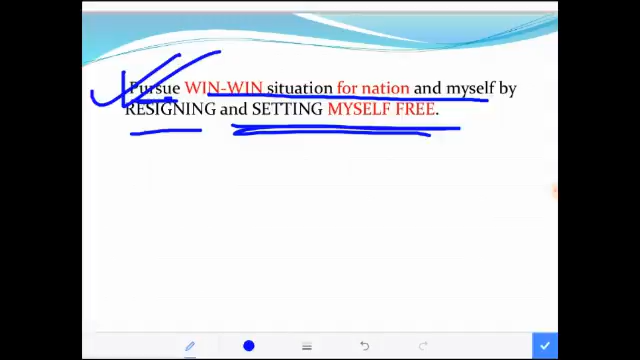 Pursue WIN-WIN situation for nation and myself by
RESIGNING and SETTING MYSELF FREE.